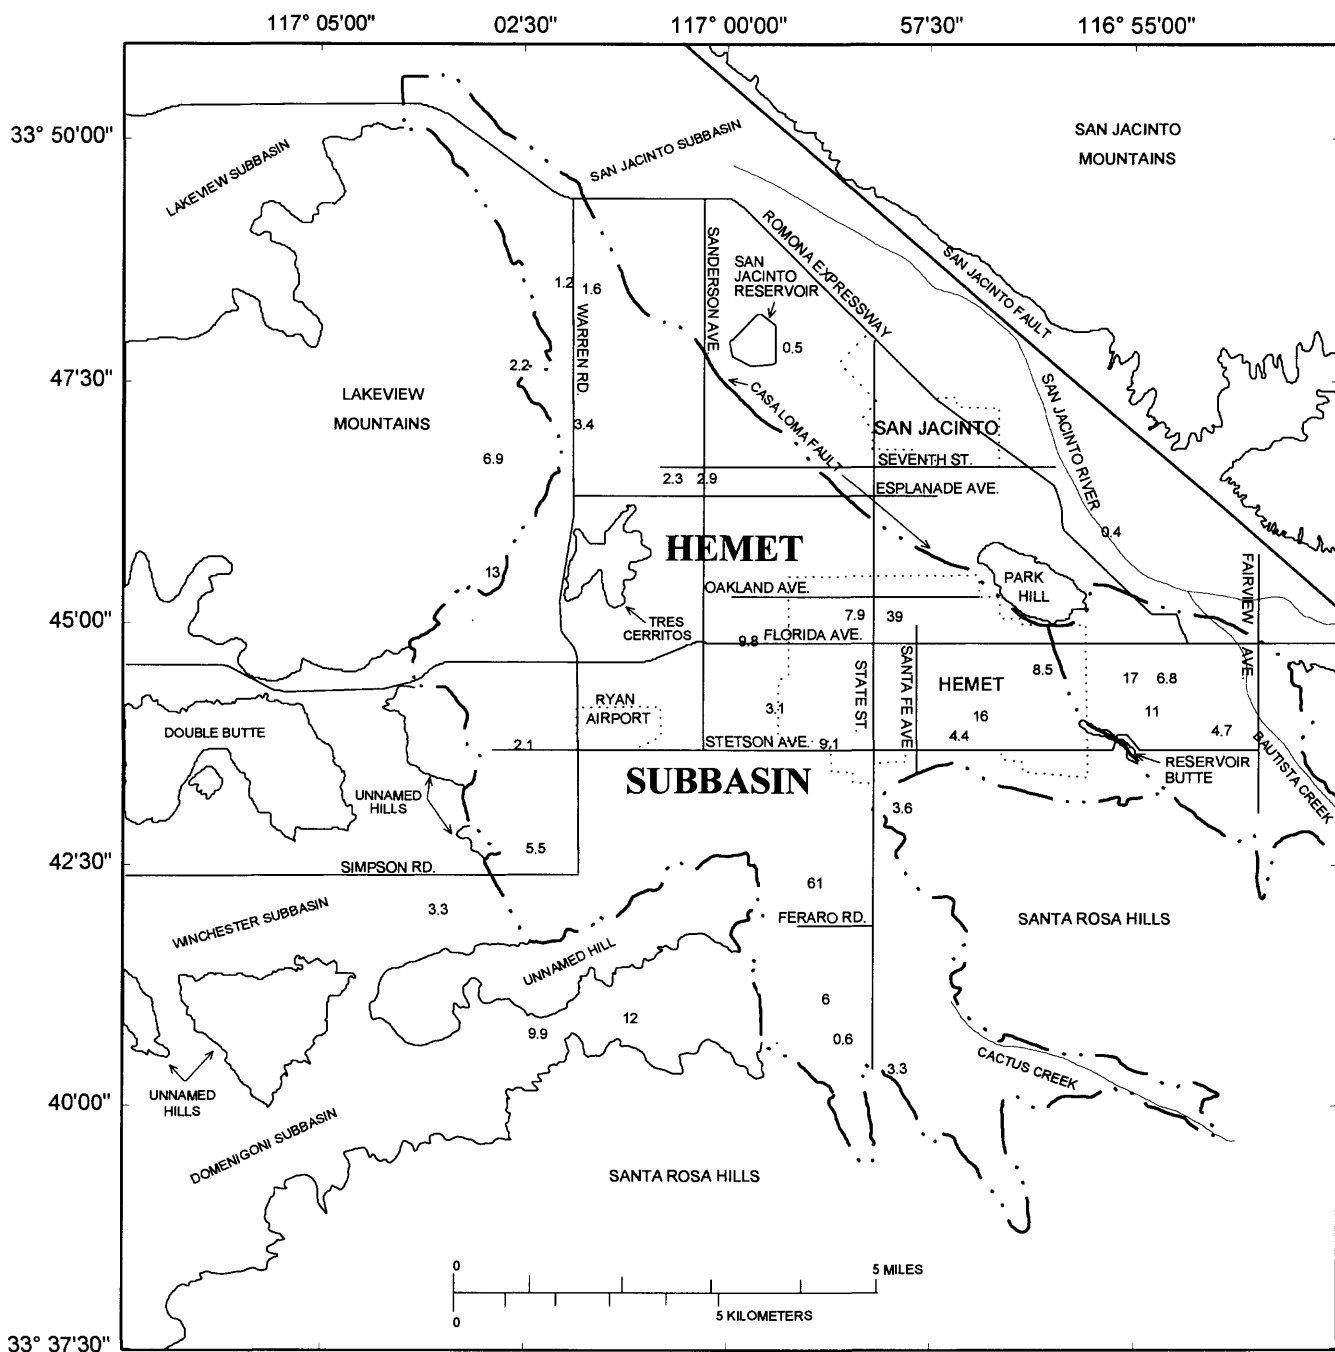 117° 05'00"
02'30"
117° 00'00"
57'30"
116° 55'00"
33° 50'00"
SAN JACINTO
MOUNTAINS
SAN JACINTO SUBBASIN
LAKEVIEW SUBBASIN
ROMONA EXPRESSWAY
SANDERSON AVE.
SAN
JACINTO
RESERVOIR
SAN JACINTO FAULT
1.2
1.6
WARREN RD.
0.5
47'30"
2.2
CASA LOMA FAULT
SAN JACINTO RIVER
LAKEVIEW
MOUNTAINS
3.4
SAN JACINTO
6.9
SEVENTH ST.
2.3
2.9
ESPLANADE AVE.
0.4
HEMET
13
PARK
HILL
FAIRVIEW AVE.
OAKLAND AVE.
45'00"
TRES
CERRITOS
7.9
39
9.8
FLORIDA AVE.
STATE ST.
SANTA FE AVE
8.5
17
6.8
HEMET
RYAN
AIRPORT
3.1
16
11
DOUBLE BUTTE
4.4
4.7
2.1
STETSON AVE.
9.1
BAUTISTA CREEK
RESERVOIR
BUTTE
SUBBASIN
UNNAMED
HILLS
3.6
5.5
42'30"
SIMPSON RD.
61
3.3
WINCHESTER SUBBASIN
FERARO RD.
SANTA ROSA HILLS
UNNAMED HILL
6
12
9.9
0.6
CACTUS CREEK
3.3
UNNAMED
HILLS
40'00"
DOMENIGONI SUBBASIN
SANTA ROSA HILLS
0
5 MILES
0
5 KILOMETERS
33° 37'30"